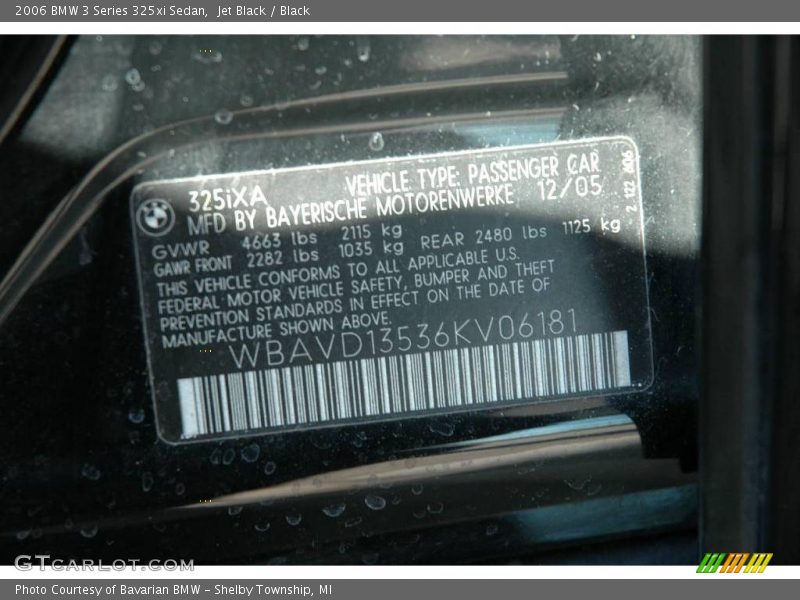 2006 BMW 3 Series 325xi Sedan,  Jet Black / Black
325iXA VEHICLE TYPE: PASSENGER CAR
MFD BY BAYERISCHE MOTORENWERKE 12/05
GVWR 4663 lbs 2115 kg
GAWR FRONT 2282 lbs 1035 kg REAR 2480 lbs 1125 kg
THIS VEHICLE CONFORMS TO ALL APPLICABLE U.S.
FEDERAL MOTOR VEHICLE SAFETY, BUMPER AND THEFT
PREVENTION STANDARDS IN EFFECT ON THE DATE OF
MANUFACTURE SHOWN ABOVE.
WBAVD13536KV06181
GTCarLot.com
Photo Courtesy of Bavarian BMW – Shelby Township, MI